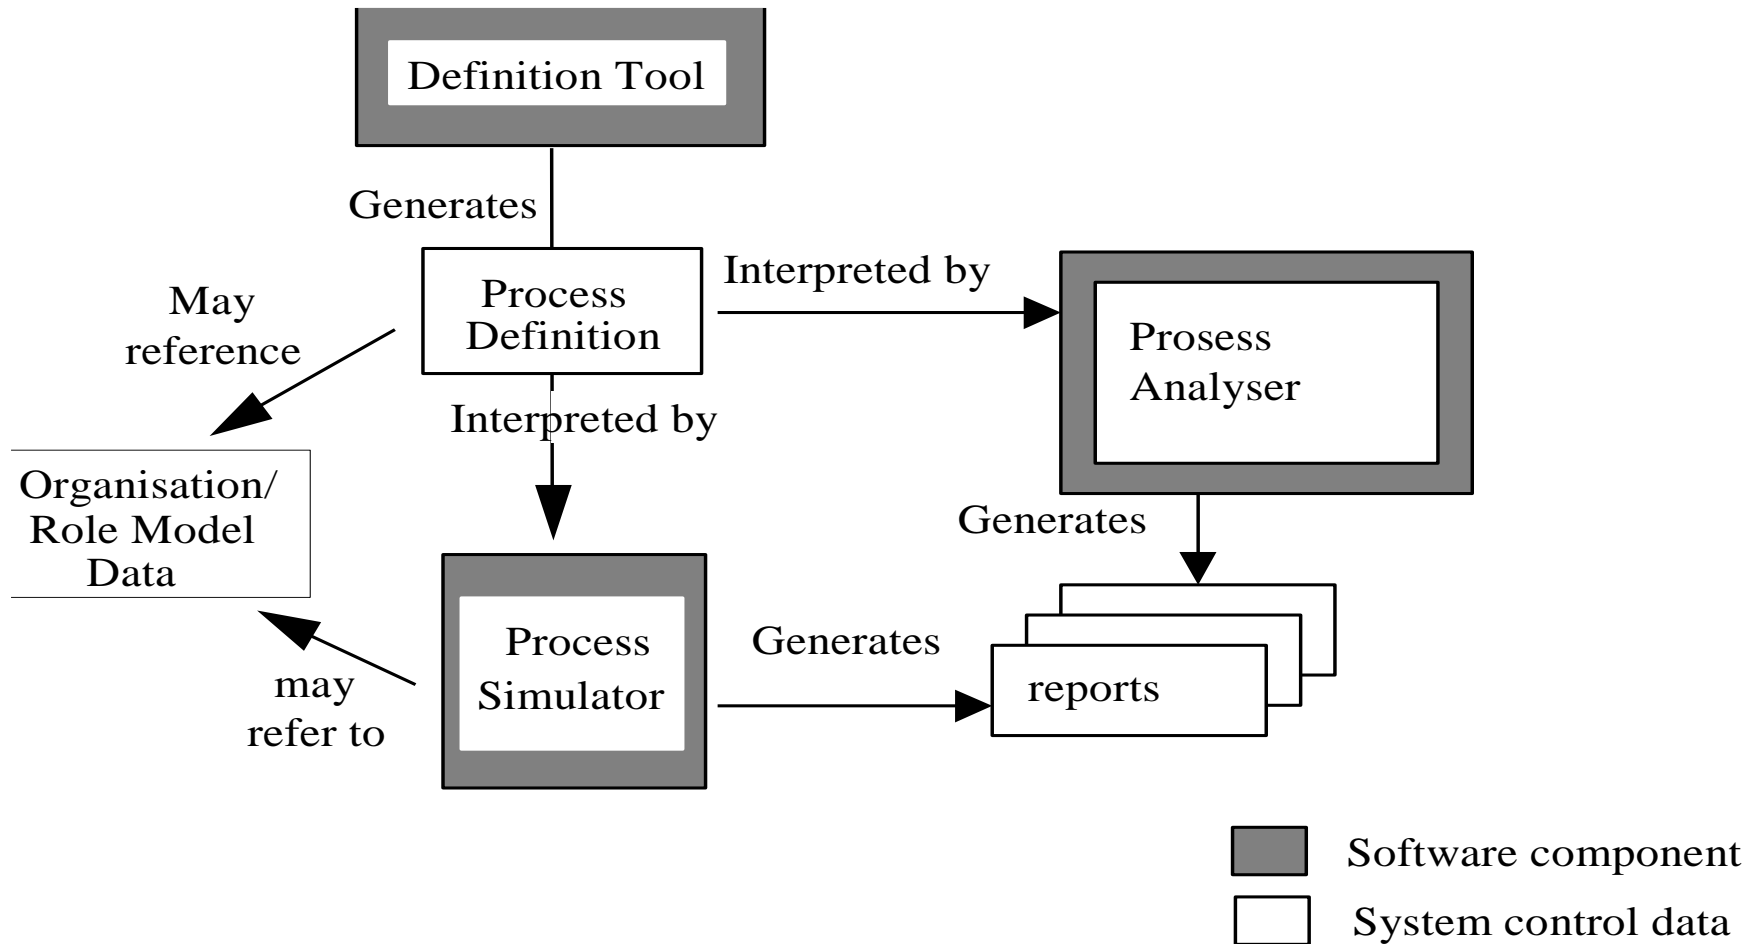 Definition Tool
Generates
Process
Definition
Interpreted by
May
reference
Prosess
Analyser
Interpreted by
Organisation/
Role Model
Data
Generates
Process
Simulator
Generates
reports
may
refer to
Software component
System control data